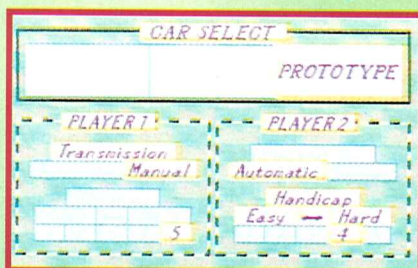 CAR SELECT
PROTOTYPE
PLAYER 1
Transmission
Manual
5
PLAYER 2
Automatic
Handicap
Easy — Hard
4